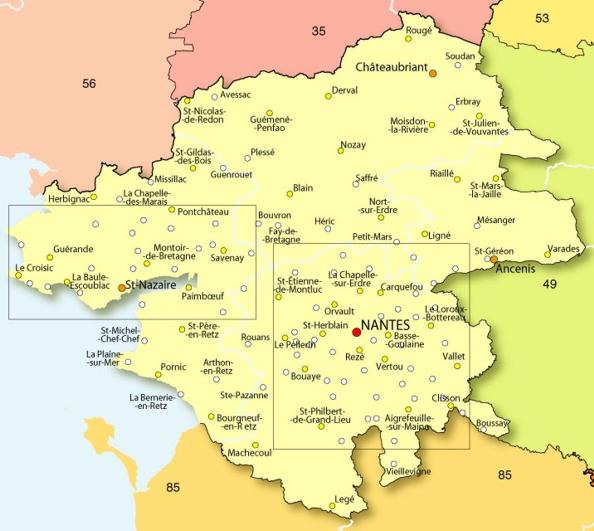 53
35
Rougé
Soudan
Châteaubriant
56
Derval
Avessac
Erbray
St-Nicolas-
de-Redon
Guémené-
Penfao
Moisdon-
la-Rivière
St-Julien-
de-Vouvantes
Nozay
St-Gildas-
des-Bois
Plessé
Guenrouet
Missillac
Saffré
Riaillé
St-Mars-
la-Jaille
Herbignac
La Chapelle-
des-Marais
Blain
Pontchâteau
Bouvron
Nort-
sur-Erdre
Héric
Fay-de-
Bretagne
Petit-Mars
Ligné
Mésanger
Guérande
Montoir-
de-Bretagne
Savenay
St-Géron
Varades
Ancenis
Le Croisic
La Baule-
Escoublac
St-Nazaire
Paimbœuf
St-Étienne-
de-Montluc
La Chapelle-
sur-Erdre
Carquefou
49
Orvault
Le Loroux-
Bottereau
St-Michel-
Chef-Chef
St-Père-
en-Retz
Rouans
St-Herblain
NANTES
Le Pellerin
Basse-
Goulaine
La Plaine-
sur-Mer
Rezé
Vallet
Pornic
Arthon-
en-Retz
Bouaye
Vertou
La Bernerie-
en-Retz
Ste-Pazanne
Clisson
St-Philbert-
de-Grand-Lieu
Aigrefeuille-
sur-Maine
Bourgneuf-
en-Retz
Boussay
Machecoul
Vieillevigne
85
85
Legé